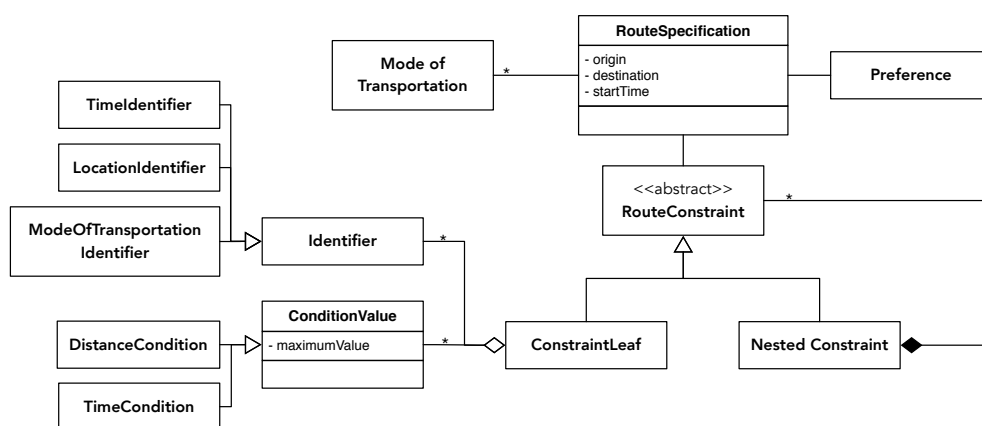 RouteSpecification
- origin
- destination
- startTime
Mode of
Transportation
*
Preference
TimeIdentifier
LocationIdentifier
ModeOfTransportation
Identifier
<<abstract>>
RouteConstraint
*
Identifier
*
ConditionValue
- maximumValue
*
DistanceCondition
TimeCondition
ConstraintLeaf
Nested Constraint